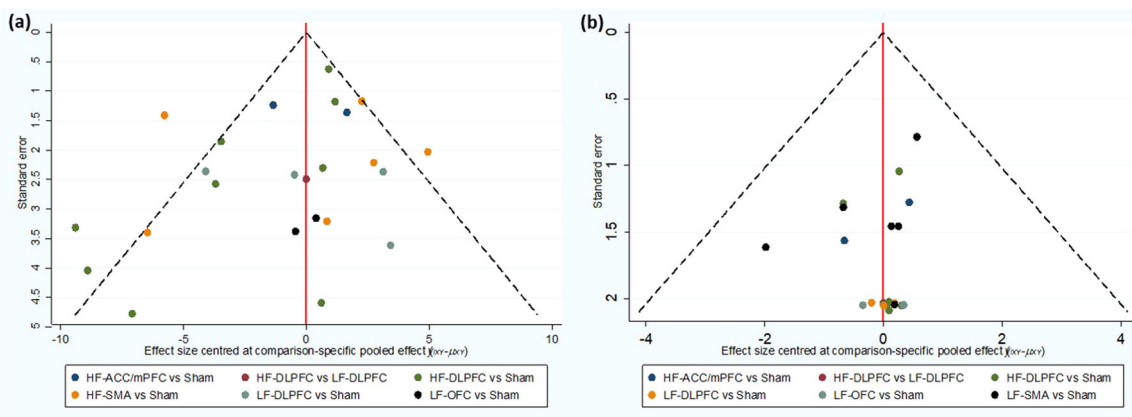 (a)
0
.5
1
1.5
2
2.5
3
3.5
4
4.5
5
Standard error
-10
-5
0
5
10
Effect size centred at comparison-specific pooled effect
HF-ACC/mPFC vs Sham
HF-DLPFC vs LF-DLPFC
HF-DLPFC vs Sham
HF-SMA vs Sham
LF-DLPFC vs Sham
LF-OFC vs Sham
(b)
0
.5
1
1.5
2
Standard error
-4
-2
0
2
4
Effect size centred at comparison-specific pooled effect
HF-ACC/mPFC vs Sham
HF-DLPFC vs LF-DLPFC
HF-DLPFC vs Sham
LF-DLPFC vs Sham
LF-OFC vs Sham
LF-SMA vs Sham